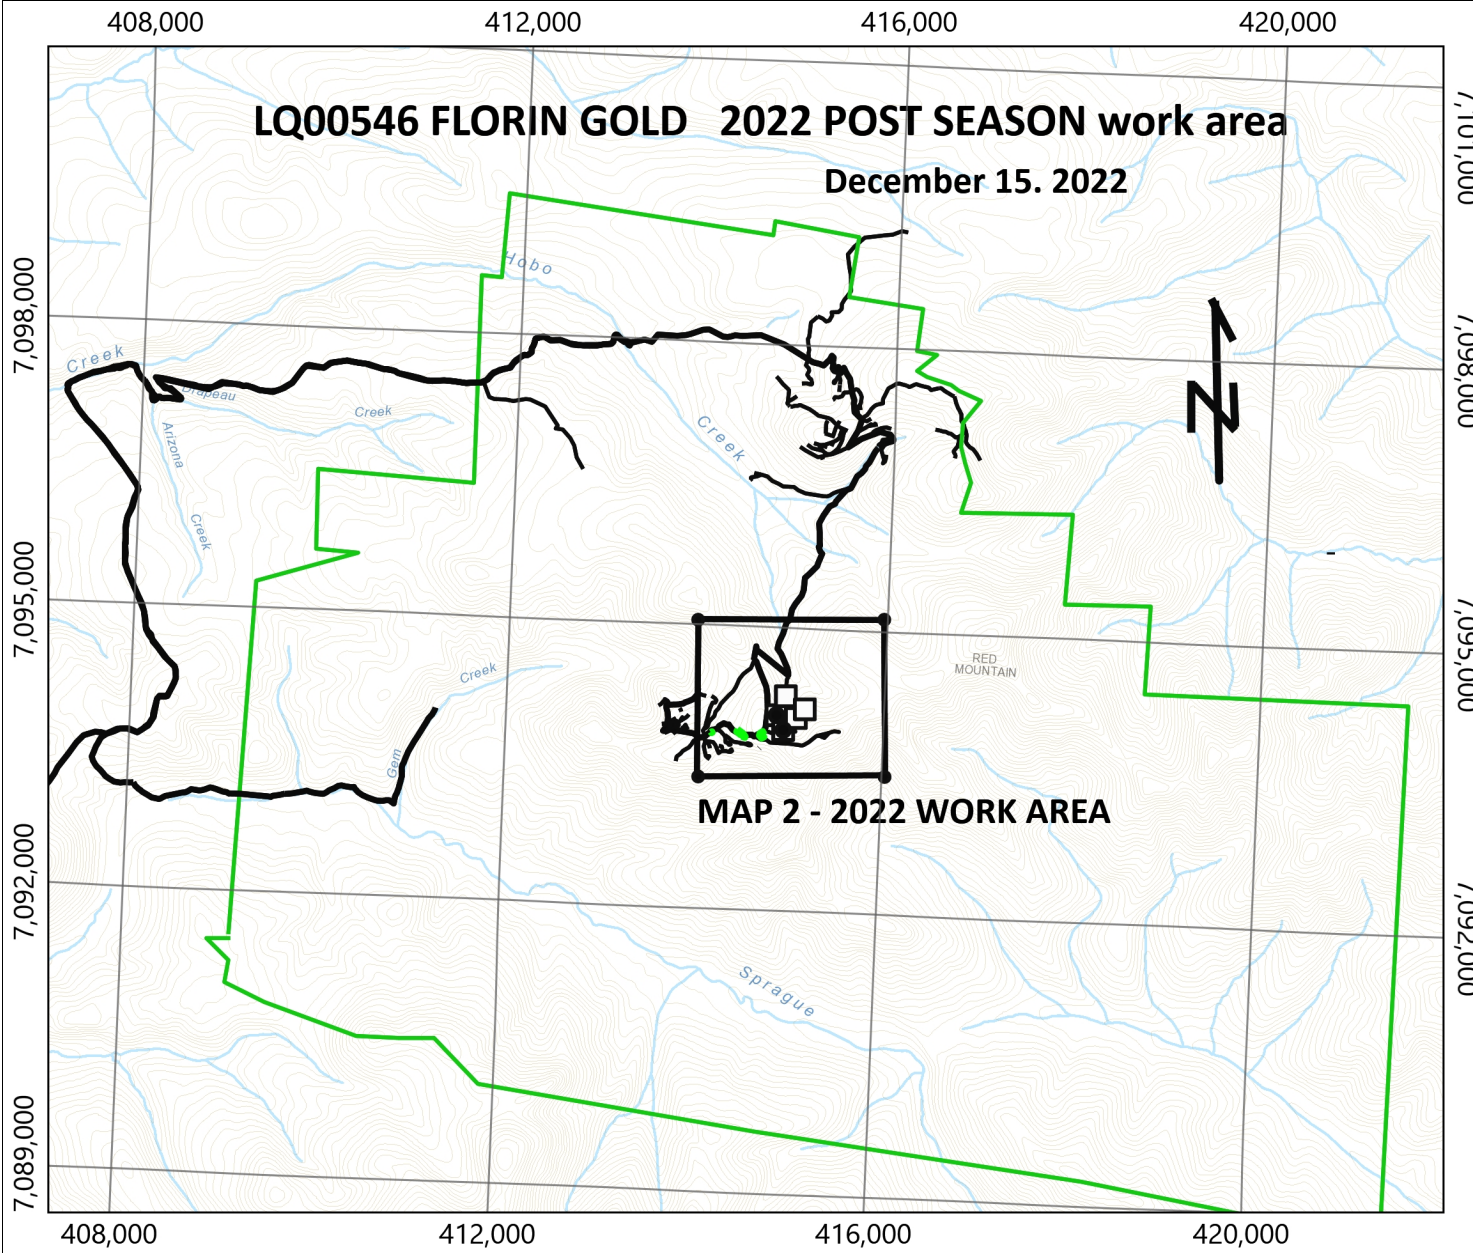 408,000 412,000 416,000 420,000
LQ00546 FLORIN GOLD 2022 POST SEASON work area
December 15. 2022
7,101,000
Hobo
7,098,000
7,098,000
Creek
Drapeau
Creek
Arizona
Creek
Creek
7,095,000
7,095,000
RED
MOUNTAIN
Creek
Gem
MAP 2 - 2022 WORK AREA
7,092,000
7,092,000
Sprague
7,089,000
408,000 412,000 416,000 420,000